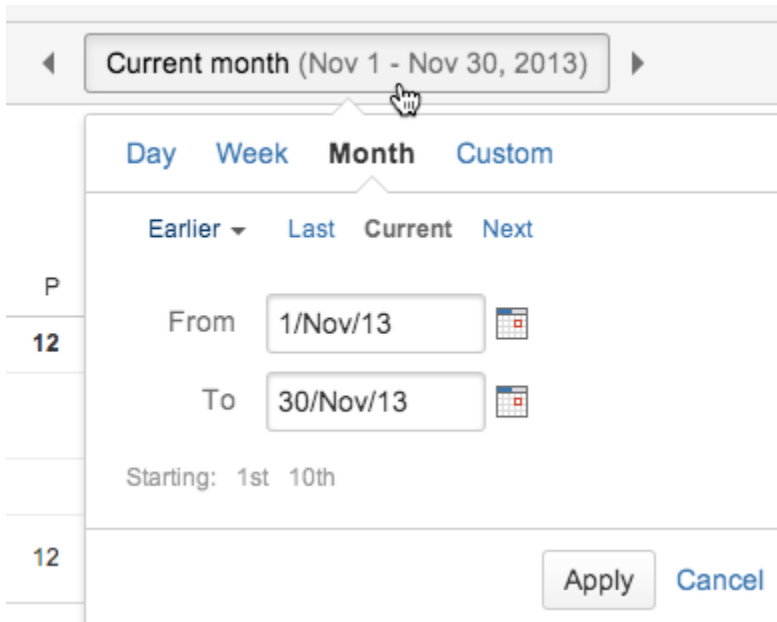 Current month (Nov 1 - Nov 30, 2013)
Day Week Month Custom
Earlier Last Current Next
P
From 1/Nov/13
12
To 30/Nov/13
Starting: 1st 10th
12
Apply Cancel